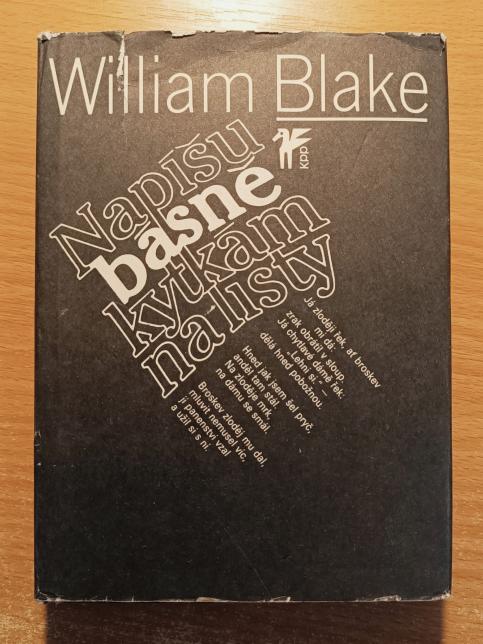 William Blake
kpp
Napíšu
básně
kytkám
na listy
Já zloději řek, ať broskev
mi dá:
zrak obrátil v sloup.
Já chytlavé dámě řek:
„Lehni si.“ –
dělá hned pobožnou.
Hned jak jsem šel pryč,
anděl tam stál.
Na zloděje mrk,
na dámu se smál.
Broskev zloděj mu dal,
mluvit nemusel víc,
jí panenství vzal
a užil si s ní.